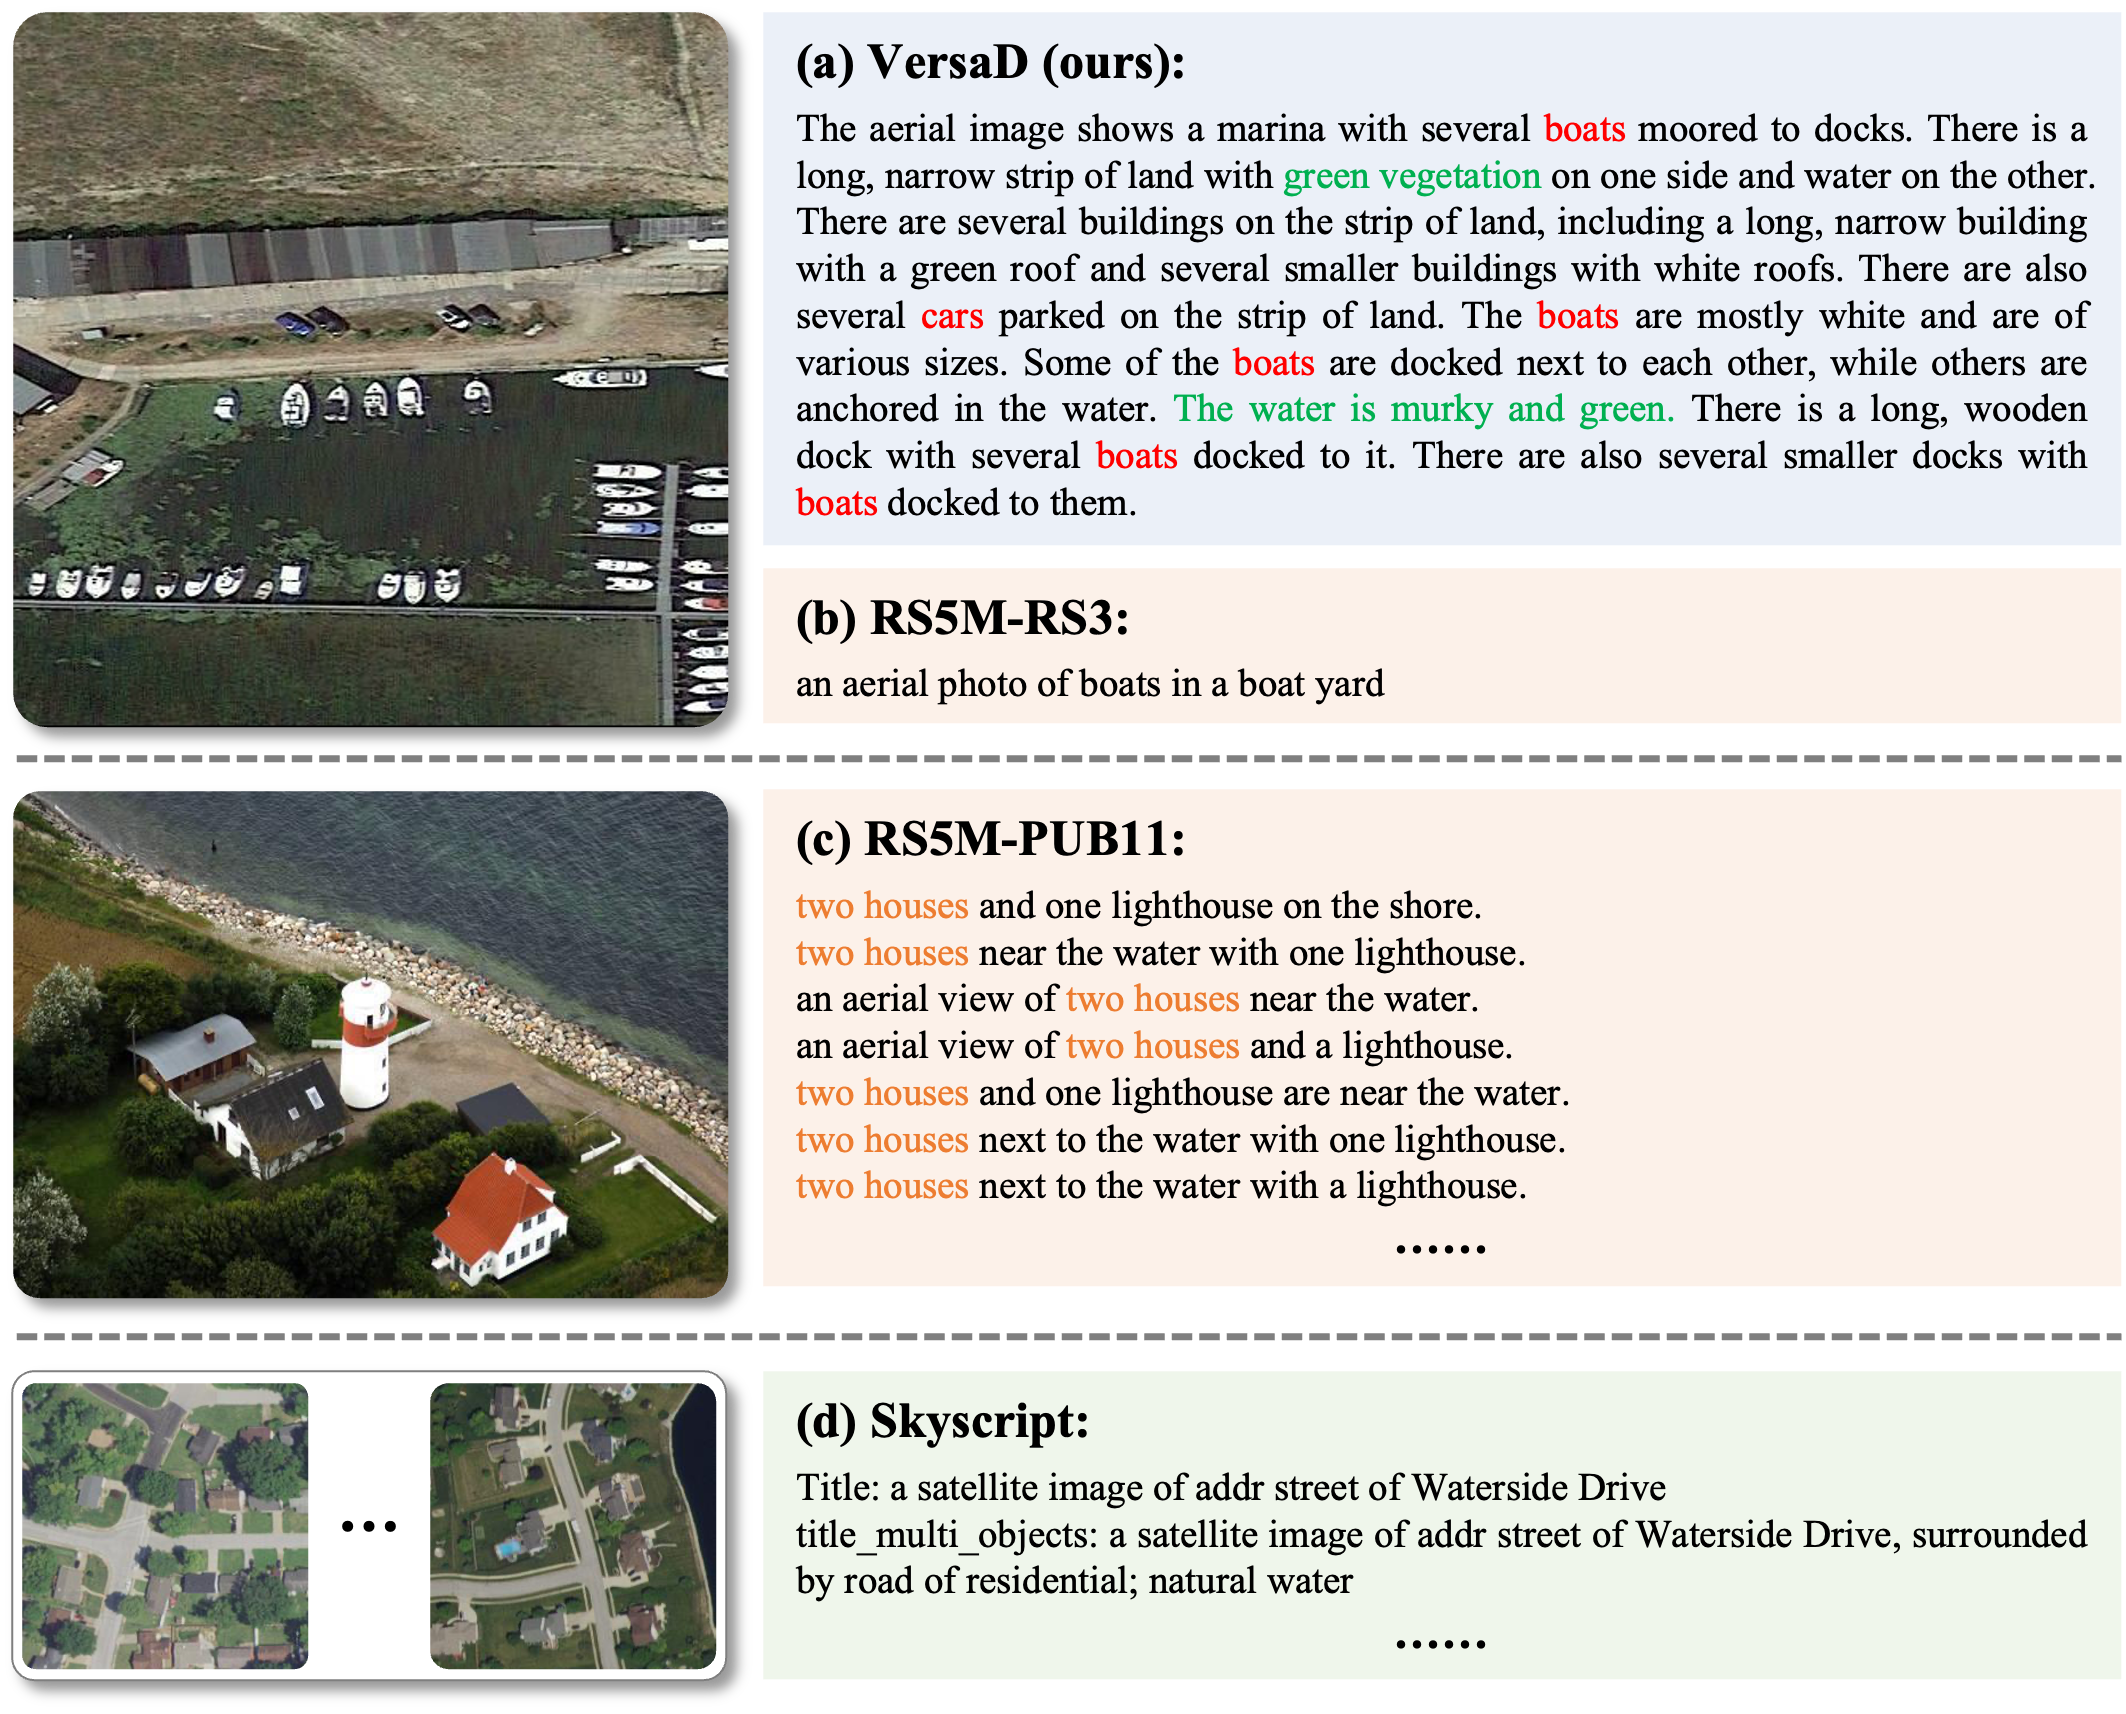 (a) VersaD (ours):
The aerial image shows a marina with several boats moored to docks. There is a
long, narrow strip of land with green vegetation on one side and water on the other.
There are several buildings on the strip of land, including a long, narrow building
with a green roof and several smaller buildings with white roofs. There are also
several cars parked on the strip of land. The boats are mostly white and are of
various sizes. Some of the boats are docked next to each other, while others are
anchored in the water. The water is murky and green. There is a long, wooden
dock with several boats docked to it. There are also several smaller docks with
boats docked to them.
(b) RS5M-RS3:
an aerial photo of boats in a boat yard
(c) RS5M-PUB11:
two houses and one lighthouse on the shore.
two houses near the water with one lighthouse.
an aerial view of two houses near the water.
an aerial view of two houses and a lighthouse.
two houses and one lighthouse are near the water.
two houses next to the water with one lighthouse.
two houses next to the water with a lighthouse.
......
...
(d) Skyscript:
Title: a satellite image of addr street of Waterside Drive
title_multi_objects: a satellite image of addr street of Waterside Drive, surrounded
by road of residential; natural water
......